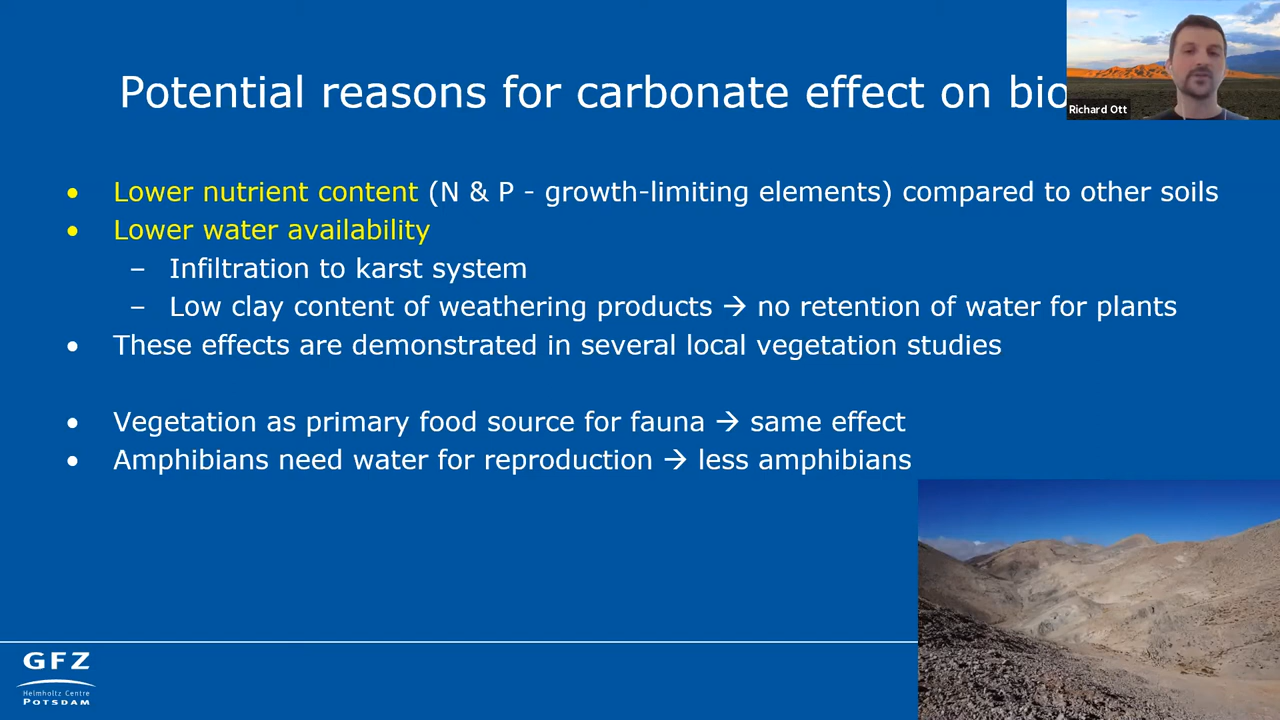 Potential reasons for carbonate effect on bio
Richard Ott
• Lower nutrient content (N & P - growth-limiting elements) compared to other soils
• Lower water availability
– Infiltration to karst system
– Low clay content of weathering products → no retention of water for plants
• These effects are demonstrated in several local vegetation studies
• Vegetation as primary food source for fauna → same effect
• Amphibians need water for reproduction → less amphibians
GFZ
Helmholtz Centre
POTSDAM